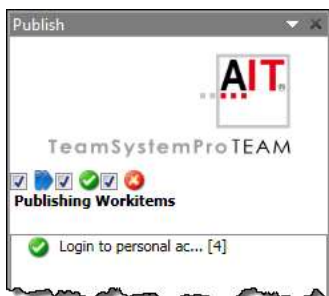 Publish
AIT
TeamSystemProTEAM
Publishing Workitems
Login to personal ac... [4]